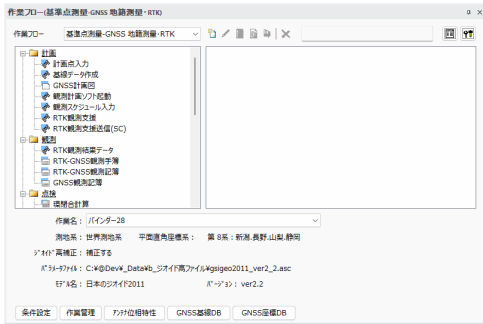 作業フロー(基準点測量-GNSS 地籍測量・RTK)
作業フロー 基準点測量-GNSS 地籍測量・RTK
計画
計画点入力
基線データ作成
GNSS計画図
観測計画ソフト起動
観測スケジュール入力
RTK観測支援
RTK観測支援送信(SC)
観測
RTK観測結果データ
RTK-GNSS観測手簿
RTK-GNSS観測記簿
GNSS観測記簿
点検
環閉合計算
作業名： バインダー28
測地系： 世界測地系 平面直角座標系： 第 8系：新潟.長野.山梨.静岡
ジオイド高補正： 補正する
パラメータファイル： C:¥@Dev¥_Data¥b_ジオイド高ファイル¥gsigeo2011_ver2_2.asc
モデル名： 日本のジオイド2011 バージョン： ver2.2
条件設定 作業管理 アンテナ位相特性 GNSS基線DB GNSS座標DB